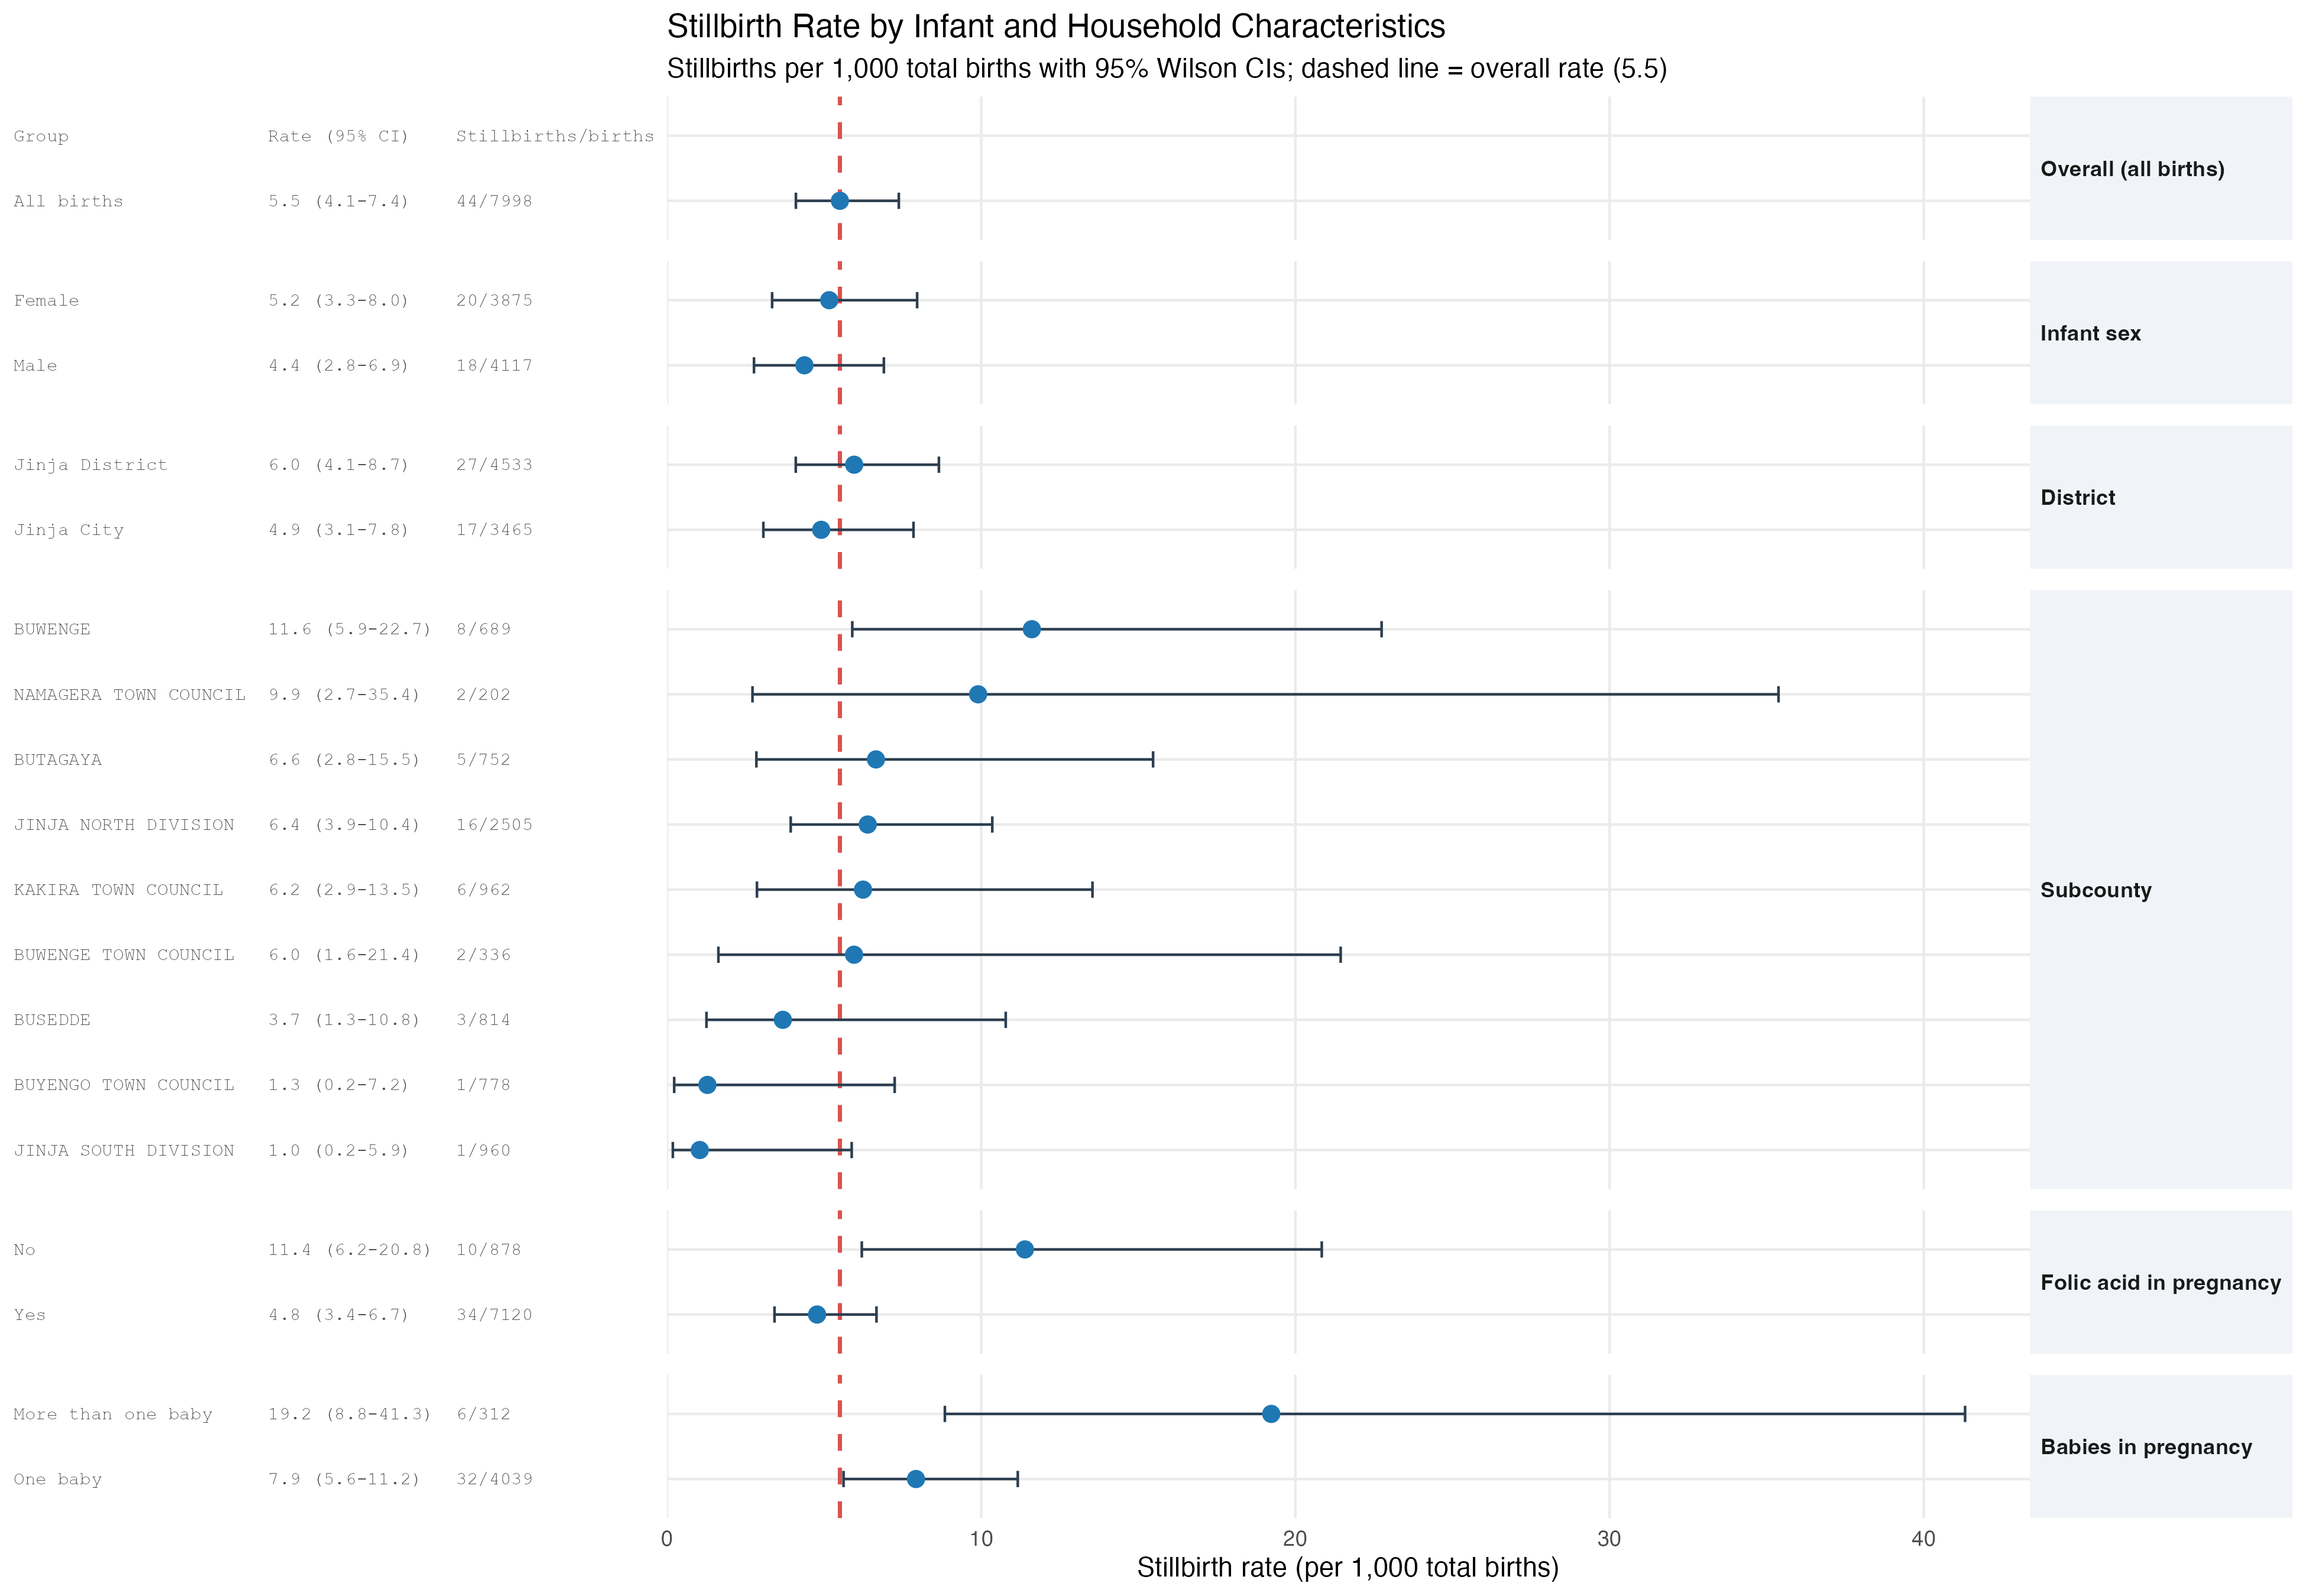 Stillbirth Rate by Infant and Household Characteristics
Stillbirths per 1,000 total births with 95% Wilson CIs; dashed line = overall rate (5.5)
Group Rate (95% CI) Stillbirths/births
Overall (all births)
All births 5.5 (4.1-7.4) 44/7998
Female 5.2 (3.3-8.0) 20/3875
Infant sex
Male 4.4 (2.8-6.9) 18/4117
Jinja District 6.0 (4.1-8.7) 27/4533
District
Jinja City 4.9 (3.1-7.8) 17/3465
BUWENGE 11.6 (5.9-22.7) 8/689
NAMAGERA TOWN COUNCIL 9.9 (2.7-35.4) 2/202
BUTAGAYA 6.6 (2.8-15.5) 5/752
JINJA NORTH DIVISION 6.4 (3.9-10.4) 16/2505
KAKIRA TOWN COUNCIL 6.2 (2.9-13.5) 6/962
Subcounty
BUWENGE TOWN COUNCIL 6.0 (1.6-21.4) 2/336
BUSEDDE 3.7 (1.3-10.8) 3/814
BUYENGO TOWN COUNCIL 1.3 (0.2-7.2) 1/778
JINJA SOUTH DIVISION 1.0 (0.2-5.9) 1/960
No 11.4 (6.2-20.8) 10/878
Folic acid in pregnancy
Yes 4.8 (3.4-6.7) 34/7120
More than one baby 19.2 (8.8-41.3) 6/312
Babies in pregnancy
One baby 7.9 (5.6-11.2) 32/4039
0 10 20 30 40
Stillbirth rate (per 1,000 total births)